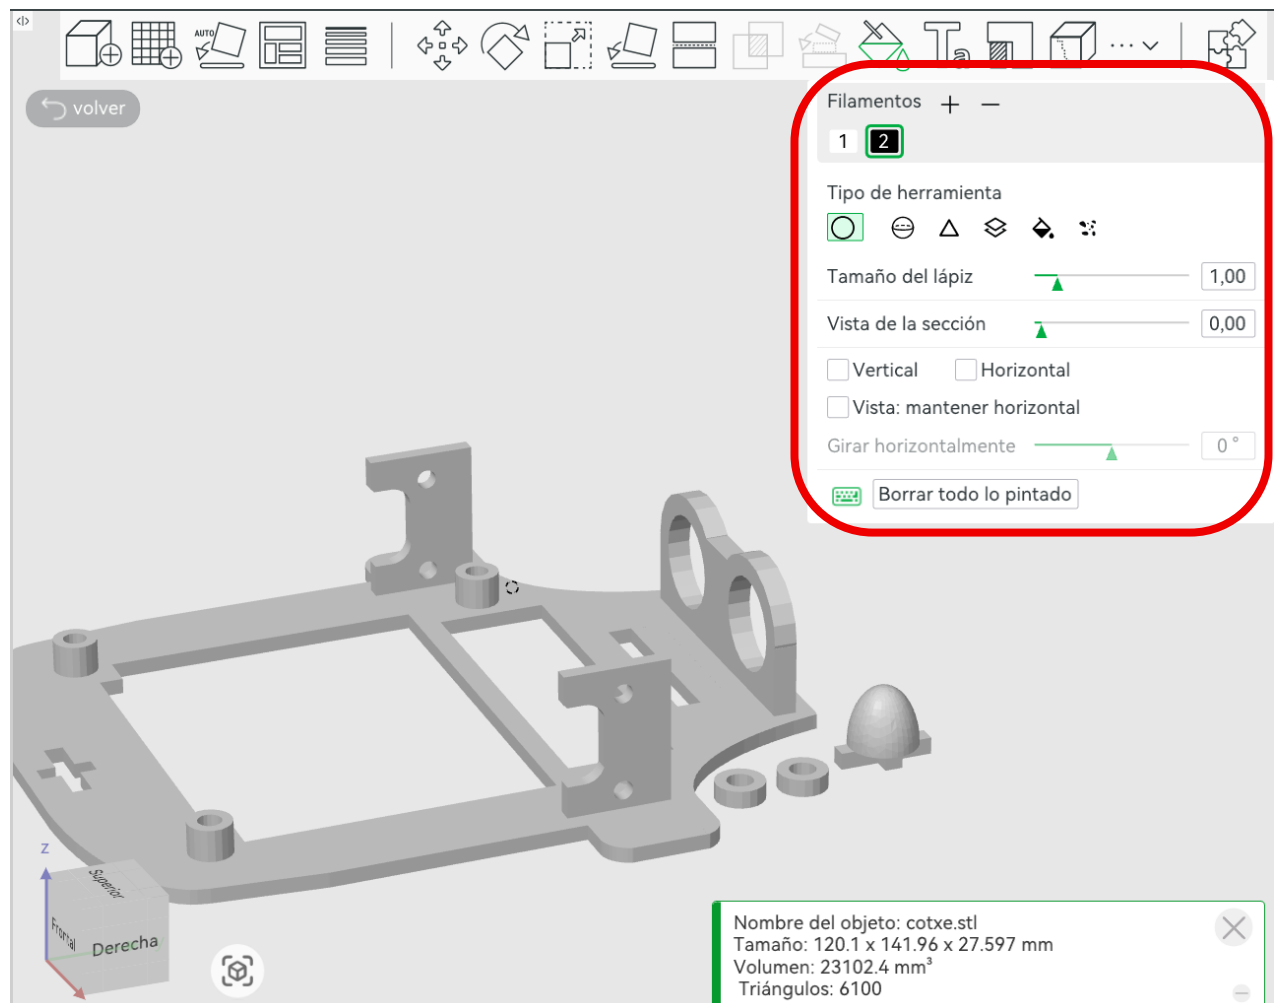 AUTO
Ta
volver
Filamentos + −
1 2
Tipo de herramienta
Tamaño del lápiz 1,00
Vista de la sección 0,00
Vertical Horizontal
Vista: mantener horizontal
Girar horizontalmente 0 °
Borrar todo lo pintado
Z
Superior
Frontal
Derecha
Nombre del objeto: cotxe.stl
Tamaño: 120.1 x 141.96 x 27.597 mm
Volumen: 23102.4 mm³
Triángulos: 6100